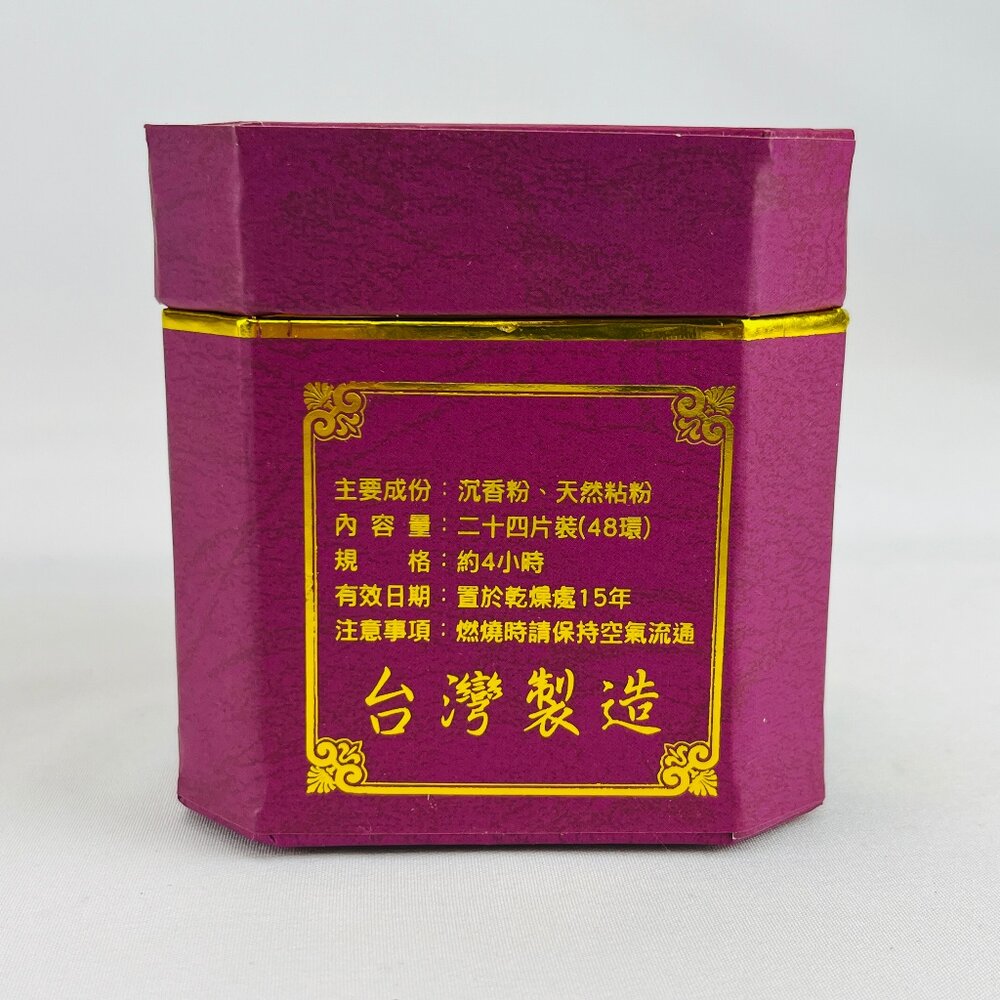 主要成份：沉香粉、天然粘粉
內容量：二十四片裝(48環)
規格：約4小時
有效日期：置於乾燥處15年
注意事項：燃燒時請保持空氣流通
台灣製造